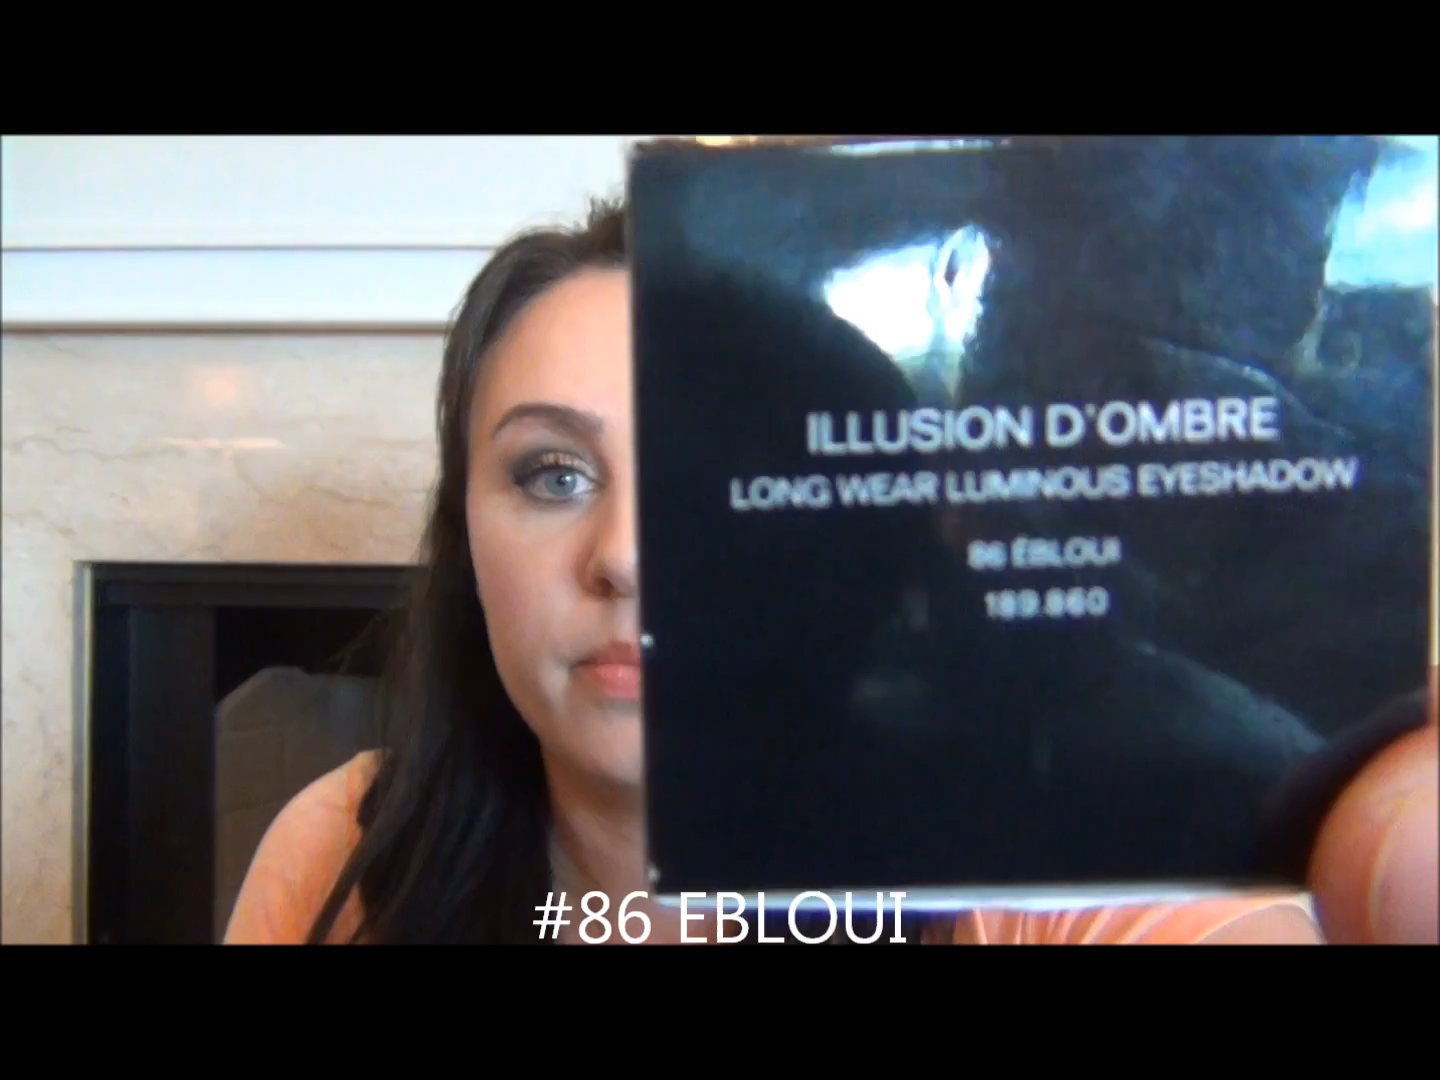 ILLUSION D'OMBRE
LONG WEAR LUMINOUS EYESHADOW
86 ÉBLOUI
189.860
#86 EBLOUI